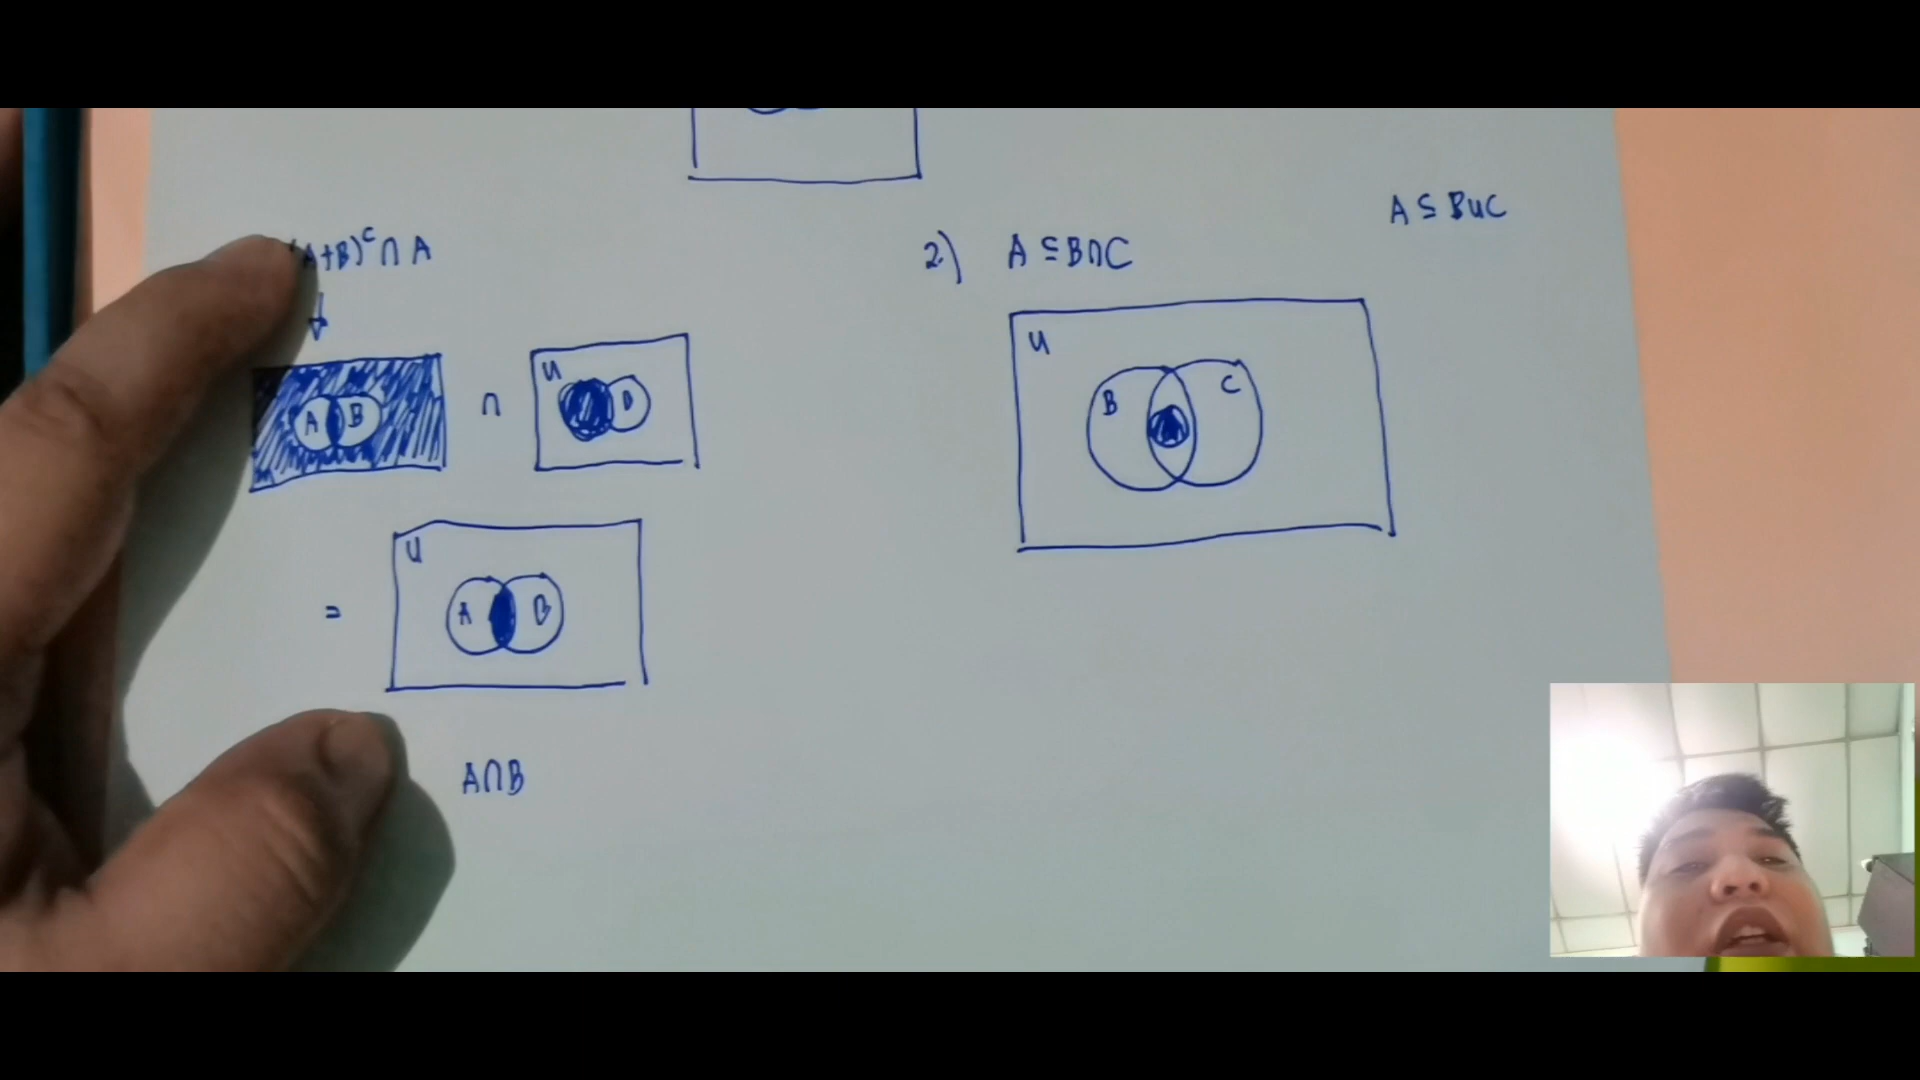 A ⊆ B∪C
(A+B)ᶜ ∩ A
2.) A ⊆ B∩C
U
U
A B
∩
B C
U
=
A B
A∩B